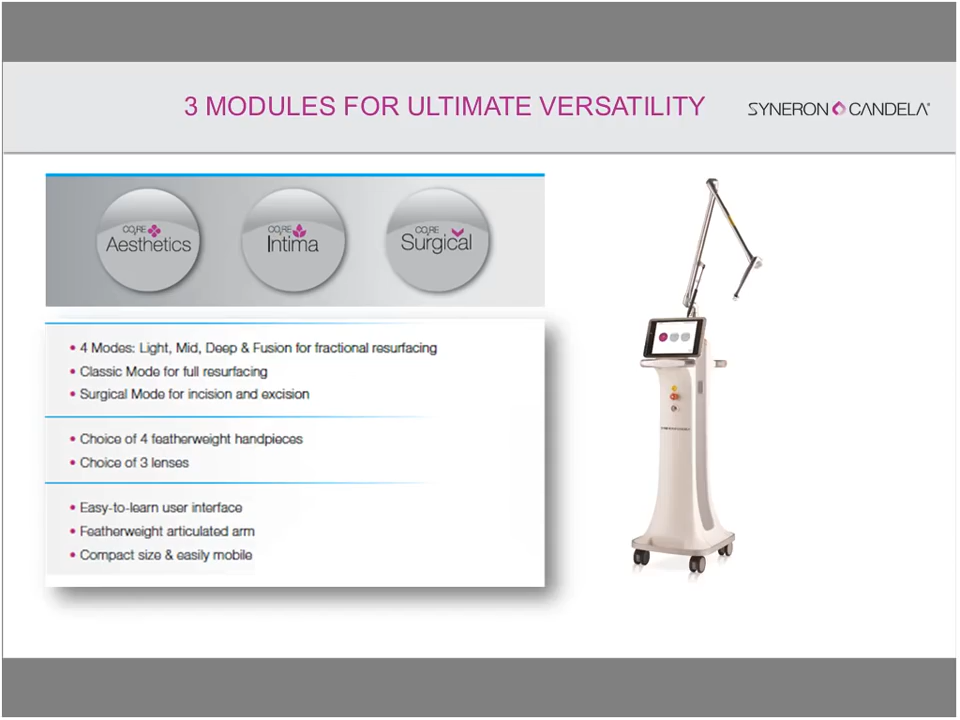 3 MODULES FOR ULTIMATE VERSATILITY
SYNERON CANDELA®
CO₂RE
Aesthetics
CO₂RE
Intima
CO₂RE
Surgical
• 4 Modes: Light, Mid, Deep & Fusion for fractional resurfacing
• Classic Mode for full resurfacing
• Surgical Mode for incision and excision
• Choice of 4 featherweight handpieces
• Choice of 3 lenses
• Easy-to-learn user interface
• Featherweight articulated arm
• Compact size & easily mobile